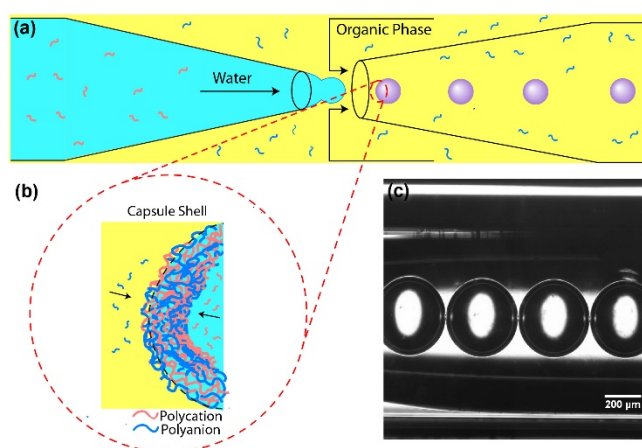 (a)
Organic Phase
Water
(b)
Capsule Shell
Polycation
Polyanion
(c)
200 µm